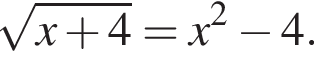 √(x + 4) = x² − 4.